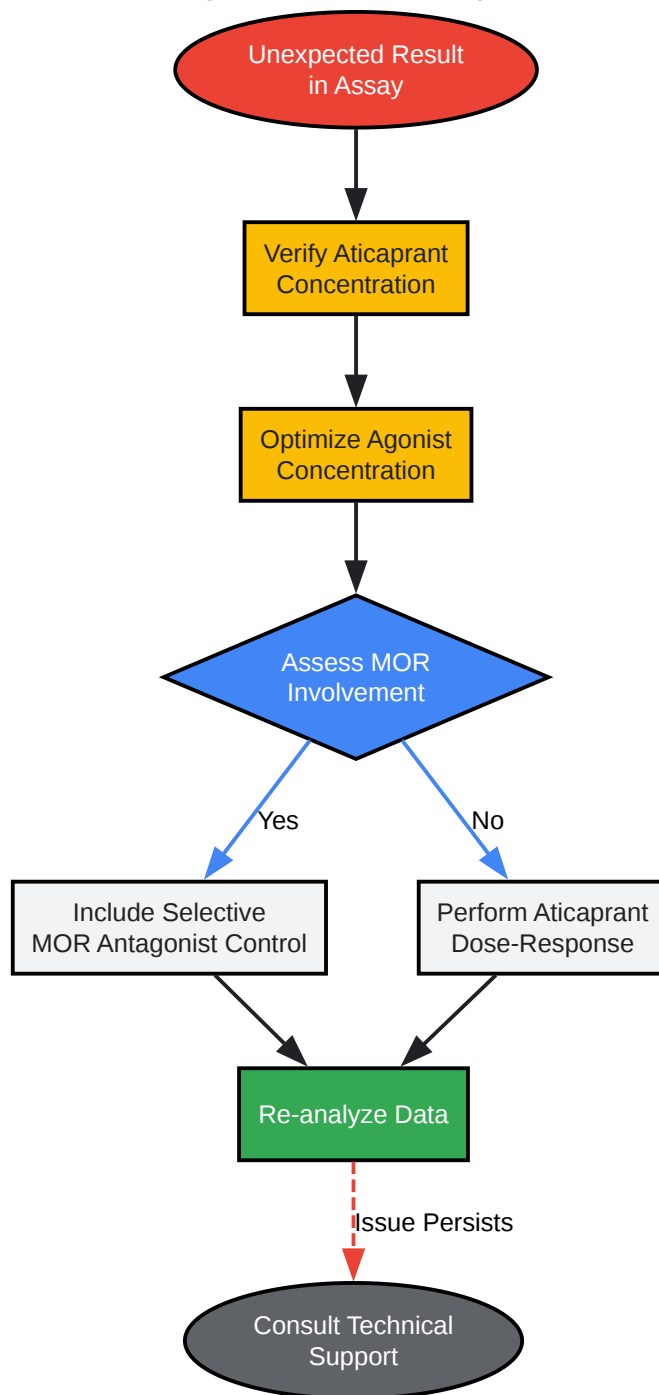 Unexpected Result
in Assay
Verify Aticaprant
Concentration
Optimize Agonist
Concentration
Assess MOR
Involvement
Yes
No
Include Selective
MOR Antagonist Control
Perform Aticaprant
Dose-Response
Re-analyze Data
Issue Persists
Consult Technical
Support